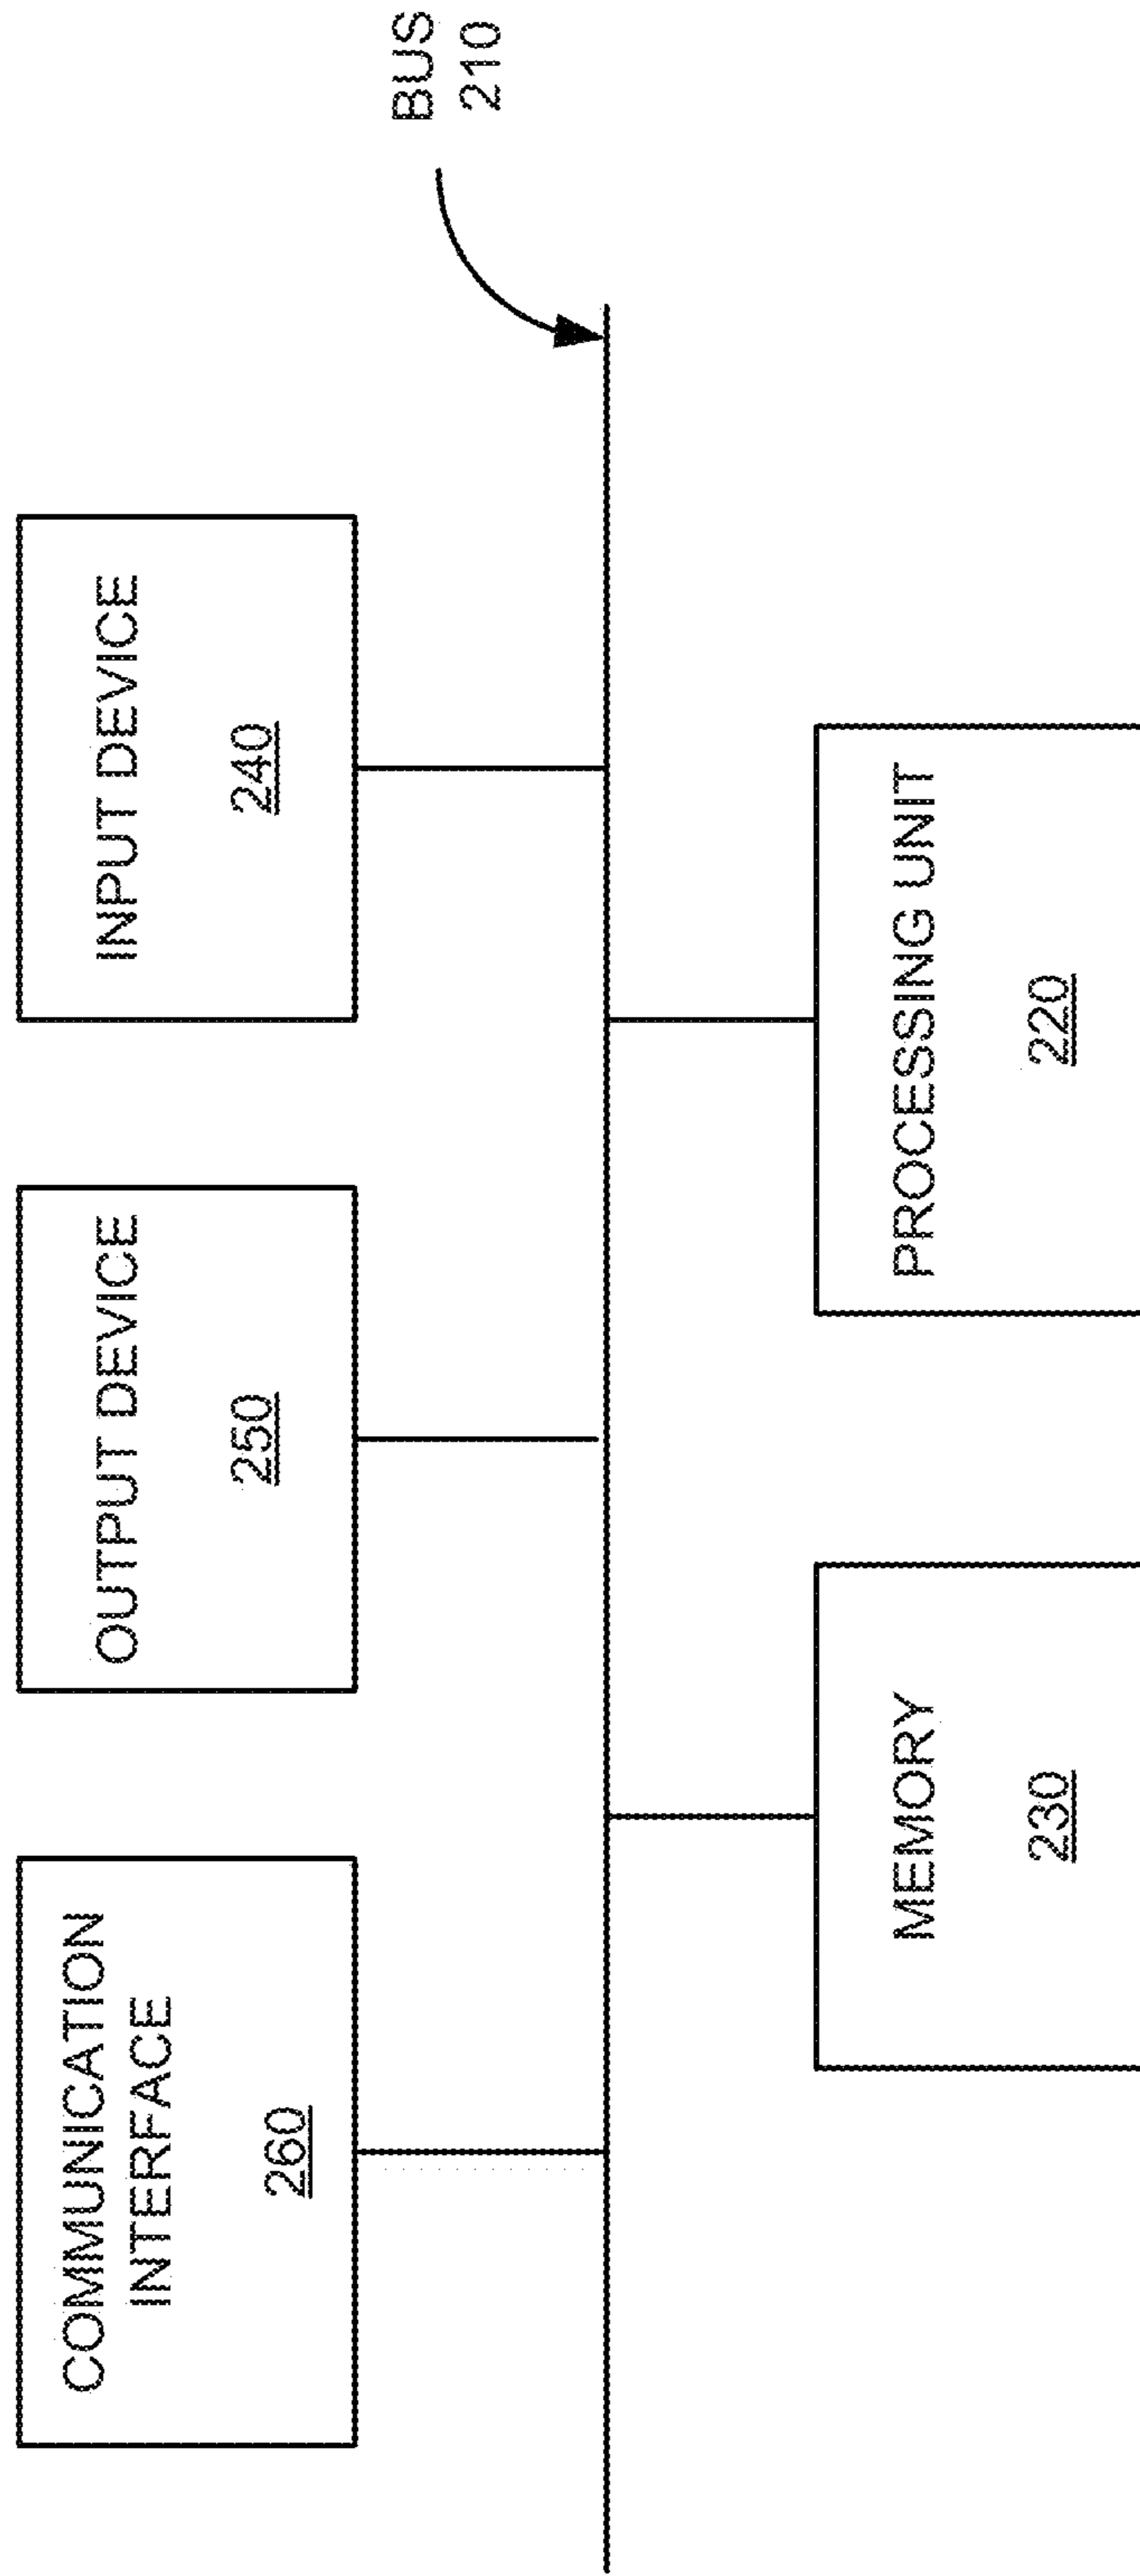 COMMUNICATION
INTERFACE
260
OUTPUT DEVICE
250
INPUT DEVICE
240
BUS
210
MEMORY
230
PROCESSING UNIT
220